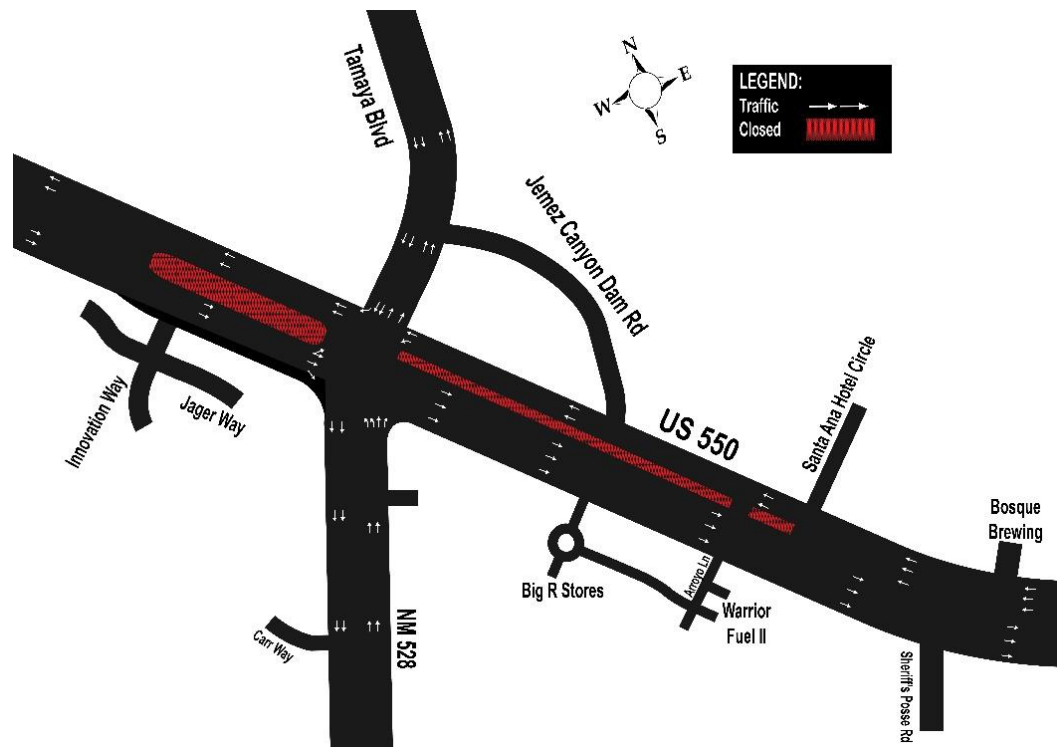 Tamaya Blvd
N
E
W
S
LEGEND:
Traffic
Closed
Jemez Canyon Dam Rd
Innovation Way
Jager Way
US 550
Santa Ana Hotel Circle
Bosque
Brewing
Big R Stores
Arroyo Ln
Warrior
Fuel II
NM 528
Carr Way
Sheriff's Posse Rd